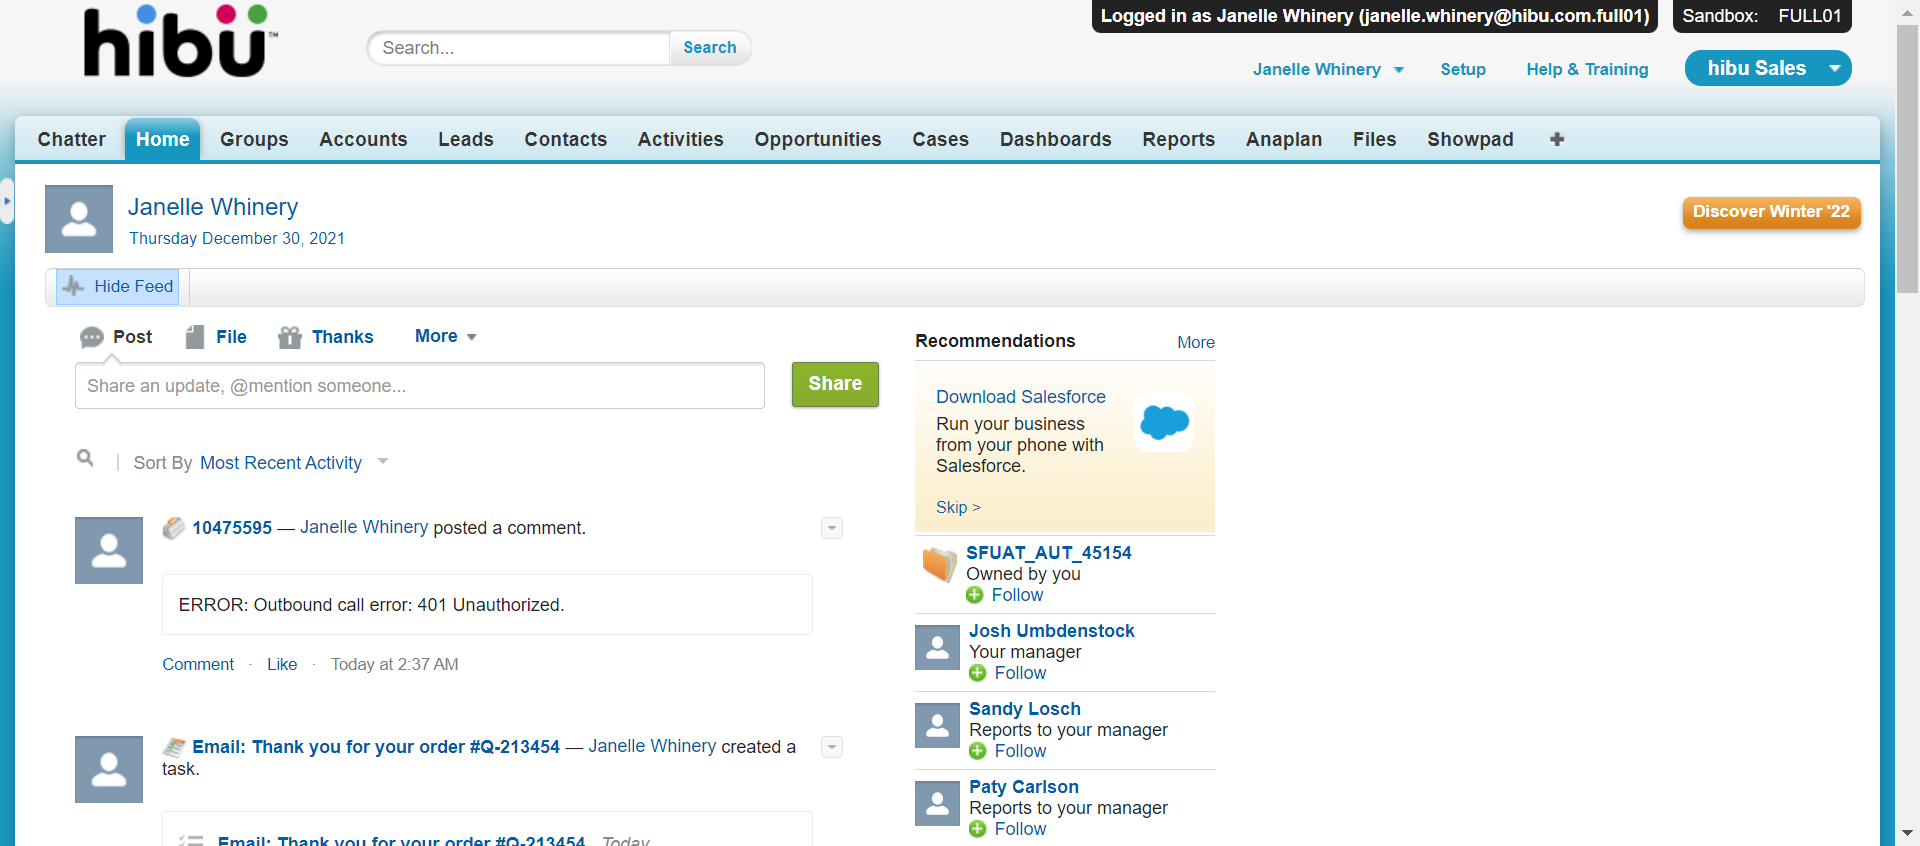 hibu™
Search...
Search
Logged in as Janelle Whinery (janelle.whinery@hibu.com.full01)
Sandbox: FULL01
Janelle Whinery
Setup
Help & Training
hibu Sales
Chatter
Home
Groups
Accounts
Leads
Contacts
Activities
Opportunities
Cases
Dashboards
Reports
Anaplan
Files
Showpad
Janelle Whinery
Thursday December 30, 2021
Discover Winter '22
Hide Feed
Post
File
Thanks
More
Share an update, @mention someone...
Share
Sort By Most Recent Activity
10475595 — Janelle Whinery posted a comment.
ERROR: Outbound call error: 401 Unauthorized.
Comment · Like · Today at 2:37 AM
Email: Thank you for your order #Q-213454 — Janelle Whinery created a
task.
Email: Thank you for your order #Q-213454 Today
Recommendations
More
Download Salesforce
Run your business
from your phone with
Salesforce.
Skip >
SFUAT_AUT_45154
Owned by you
Follow
Josh Umbdenstock
Your manager
Follow
Sandy Losch
Reports to your manager
Follow
Paty Carlson
Reports to your manager
Follow